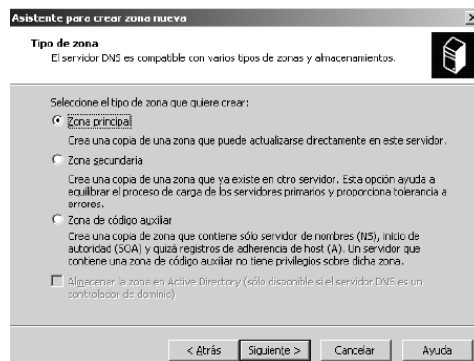 Asistente para crear zona nueva
Tipo de zona
El servidor DNS es compatible con varios tipos de zonas y almacenamientos.
Seleccione el tipo de zona que quiere crear:
Zona principal
Crea una copia de una zona que puede actualizarse directamente en este servidor.
Zona secundaria
Crea una copia de una zona que ya existe en otro servidor. Esta opción ayuda a
equilibrar el proceso de carga de los servidores primarios y proporciona tolerancia a
errores.
Zona de código auxiliar
Crea una copia de zona que contiene sólo servidor de nombres (NS), inicio de
autoridad (SOA) y quizá registros de adherencia de host (A). Un servidor que
contiene una zona de código auxiliar no tiene privilegios sobre dicha zona.
Almacenar la zona en Active Directory (sólo disponible si el servidor DNS es un
controlador de dominio)
< Atrás
Siguiente >
Cancelar
Ayuda